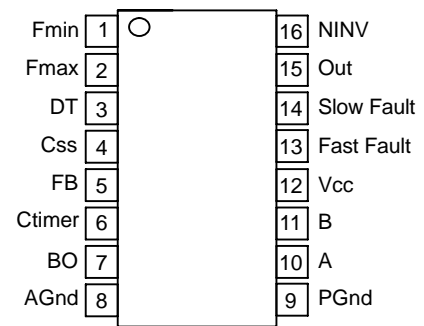 Fmin 1 16 NINV
Fmax 2 15 Out
DT 3 14 Slow Fault
Css 4 13 Fast Fault
FB 5 12 Vcc
Ctimer 6 11 B
BO 7 10 A
AGnd 8 9 PGnd